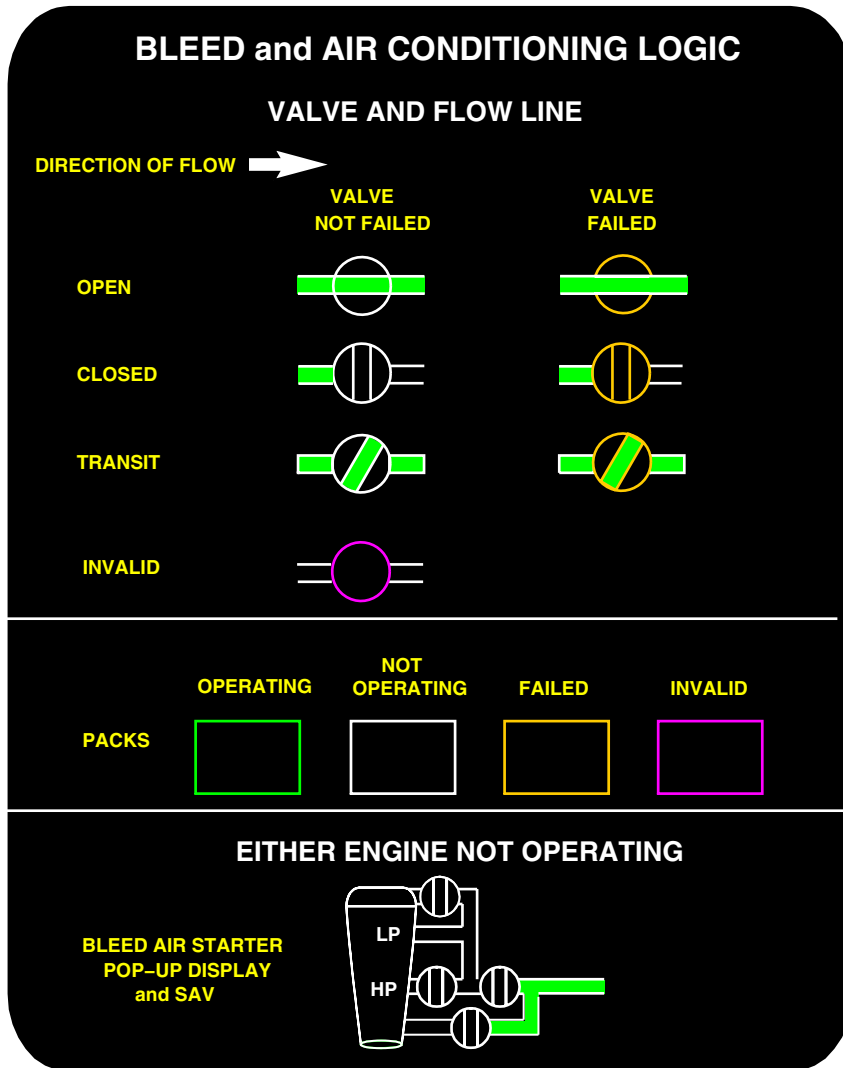 BLEED and AIR CONDITIONING LOGIC
VALVE AND FLOW LINE
DIRECTION OF FLOW
VALVE
NOT FAILED
VALVE
FAILED
OPEN
CLOSED
TRANSIT
INVALID
OPERATING
NOT
OPERATING
FAILED
INVALID
PACKS
EITHER ENGINE NOT OPERATING
BLEED AIR STARTER
POP–UP DISPLAY
and SAV
LP
HP